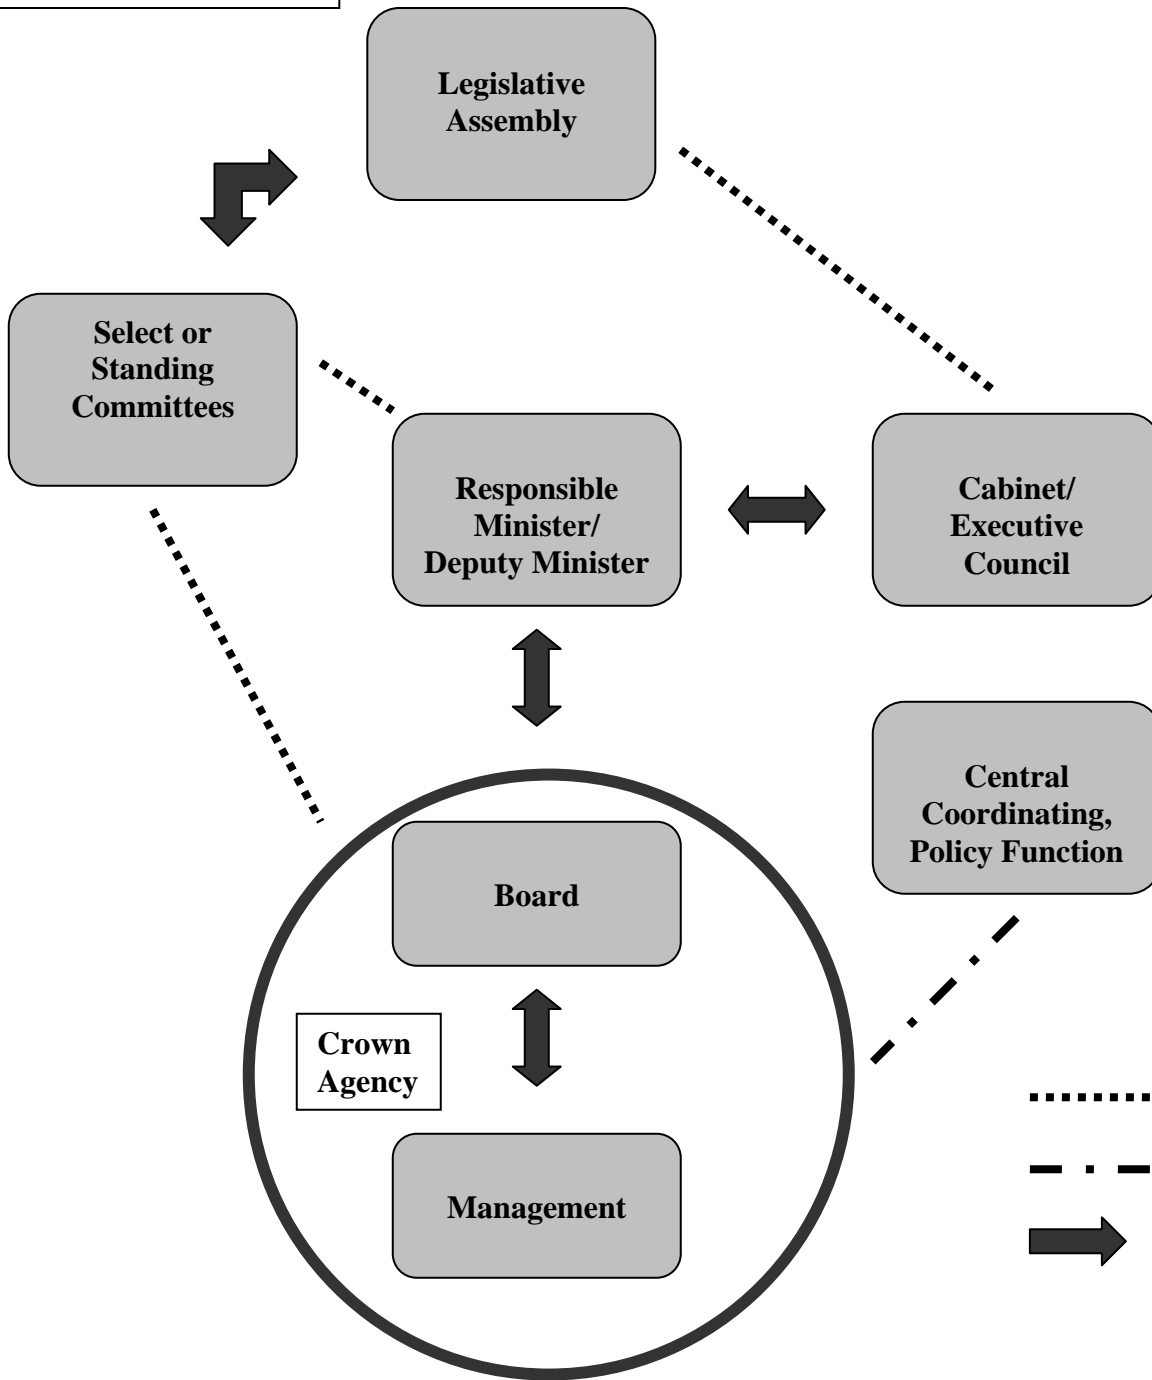 Legislative
Assembly
Select or
Standing
Committees
Responsible
Minister/
Deputy Minister
Cabinet/
Executive
Council
Central
Coordinating,
Policy Function
Board
Crown
Agency
Management